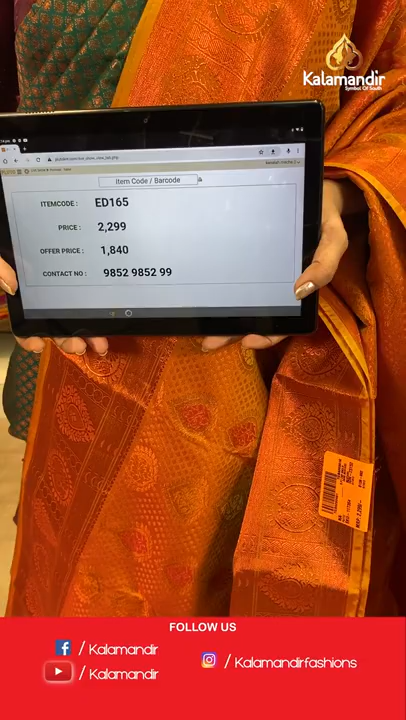 Kalamandir
Symbol Of South
Item Code / Barcode
ITEMCODE : ED165
PRICE : 2,299
OFFER PRICE : 1,840
CONTACT NO : 9852 9852 99
FOLLOW US
/ Kalamandir
/ Kalamandir
/ Kalamandirfashions